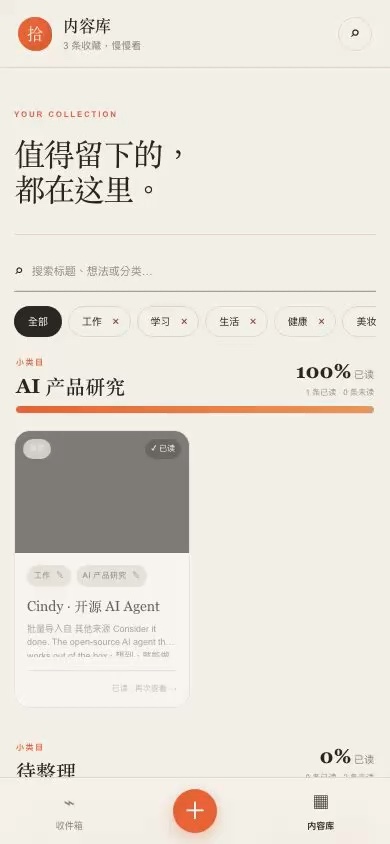 拾
内容库
3 条收藏 · 慢慢看
YOUR COLLECTION
值得留下的，
都在这里。
搜索标题、想法或分类...
全部 工作 × 学习 × 生活 × 健康 × 美妆
小类目
AI 产品研究
100% 已读
1 条已读 · 0 条未读
✓ 已读
工作 ✎ AI 产品研究 ✎
Cindy · 开源 AI Agent
批量导入自 其他来源 Consider it
done. The open-source AI agent th...
works out of the box
已读 · 再次查看 →
小类目
待整理
0% 已读
收件箱
+
内容库